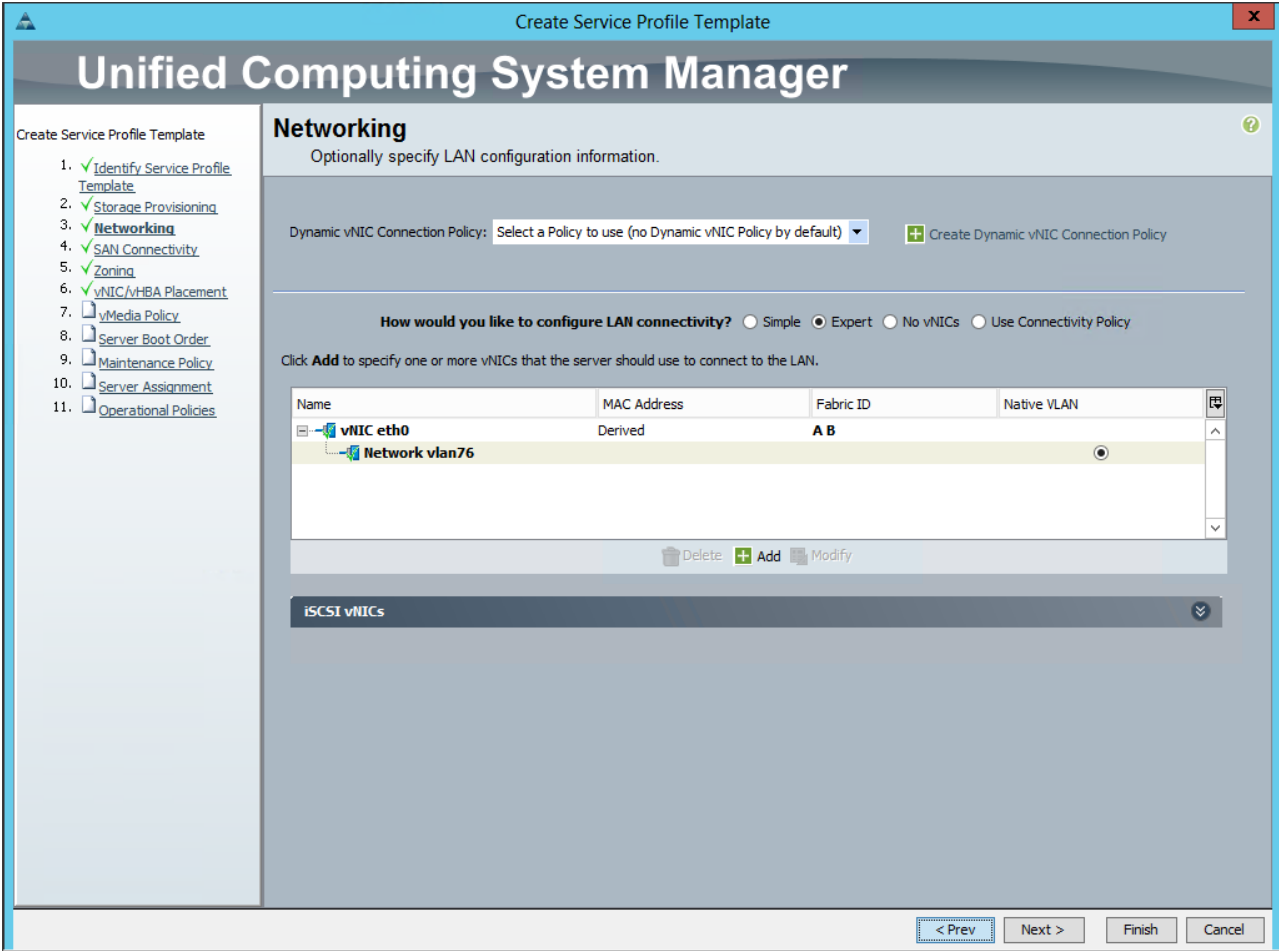 Create Service Profile Template
x
Unified Computing System Manager
Create Service Profile Template
1. Identify Service Profile
Template
2. Storage Provisioning
3. Networking
4. SAN Connectivity
5. Zoning
6. vNIC/vHBA Placement
7. vMedia Policy
8. Server Boot Order
9. Maintenance Policy
10. Server Assignment
11. Operational Policies
Networking
?
Optionally specify LAN configuration information.
Dynamic vNIC Connection Policy: Select a Policy to use (no Dynamic vNIC Policy by default) Create Dynamic vNIC Connection Policy
How would you like to configure LAN connectivity? Simple Expert No vNICs Use Connectivity Policy
Click Add to specify one or more vNICs that the server should use to connect to the LAN.
Name MAC Address Fabric ID Native VLAN
vNIC eth0 Derived A B
Network vlan76
Delete Add Modify
iSCSI vNICs
< Prev Next > Finish Cancel